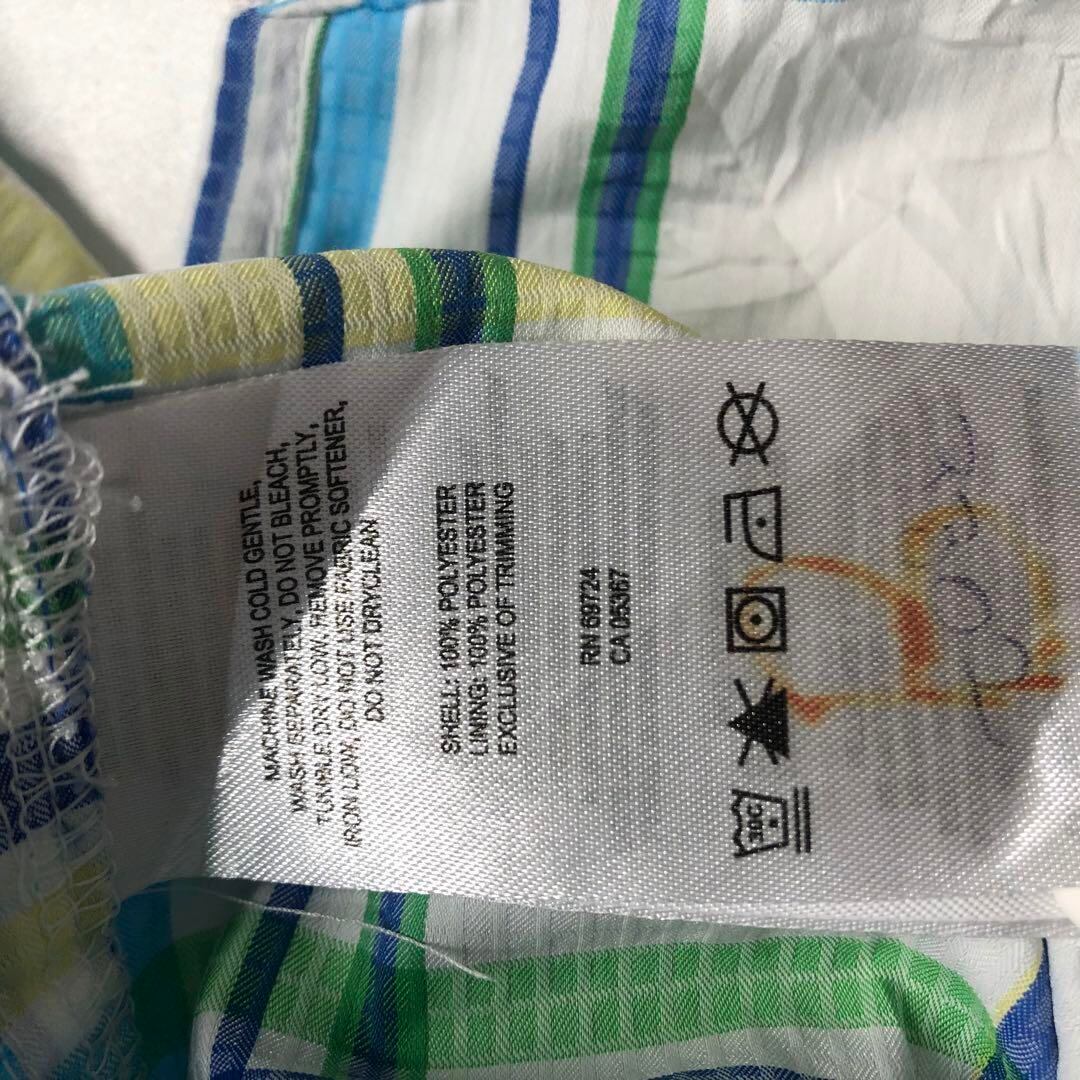 MACHINE WASH COLD GENTLE,
WASH SEPARATELY, DO NOT BLEACH,
TUMBLE DRY LOW, REMOVE PROMPTLY,
IRON LOW, DO NOT USE FABRIC SOFTENER,
DO NOT DRYCLEAN
SHELL: 100% POLYESTER
LINING: 100% POLYESTER
EXCLUSIVE OF TRIMMING
RN 69724
CA 05367
30C